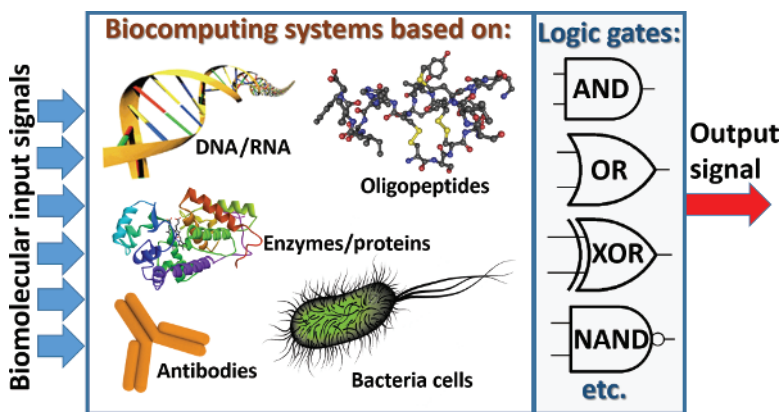 Biomolecular input signals
Biocomputing systems based on:
DNA/RNA
Oligopeptides
Enzymes/proteins
Antibodies
Bacteria cells
Logic gates:
AND
OR
XOR
NAND
etc.
Output
signal